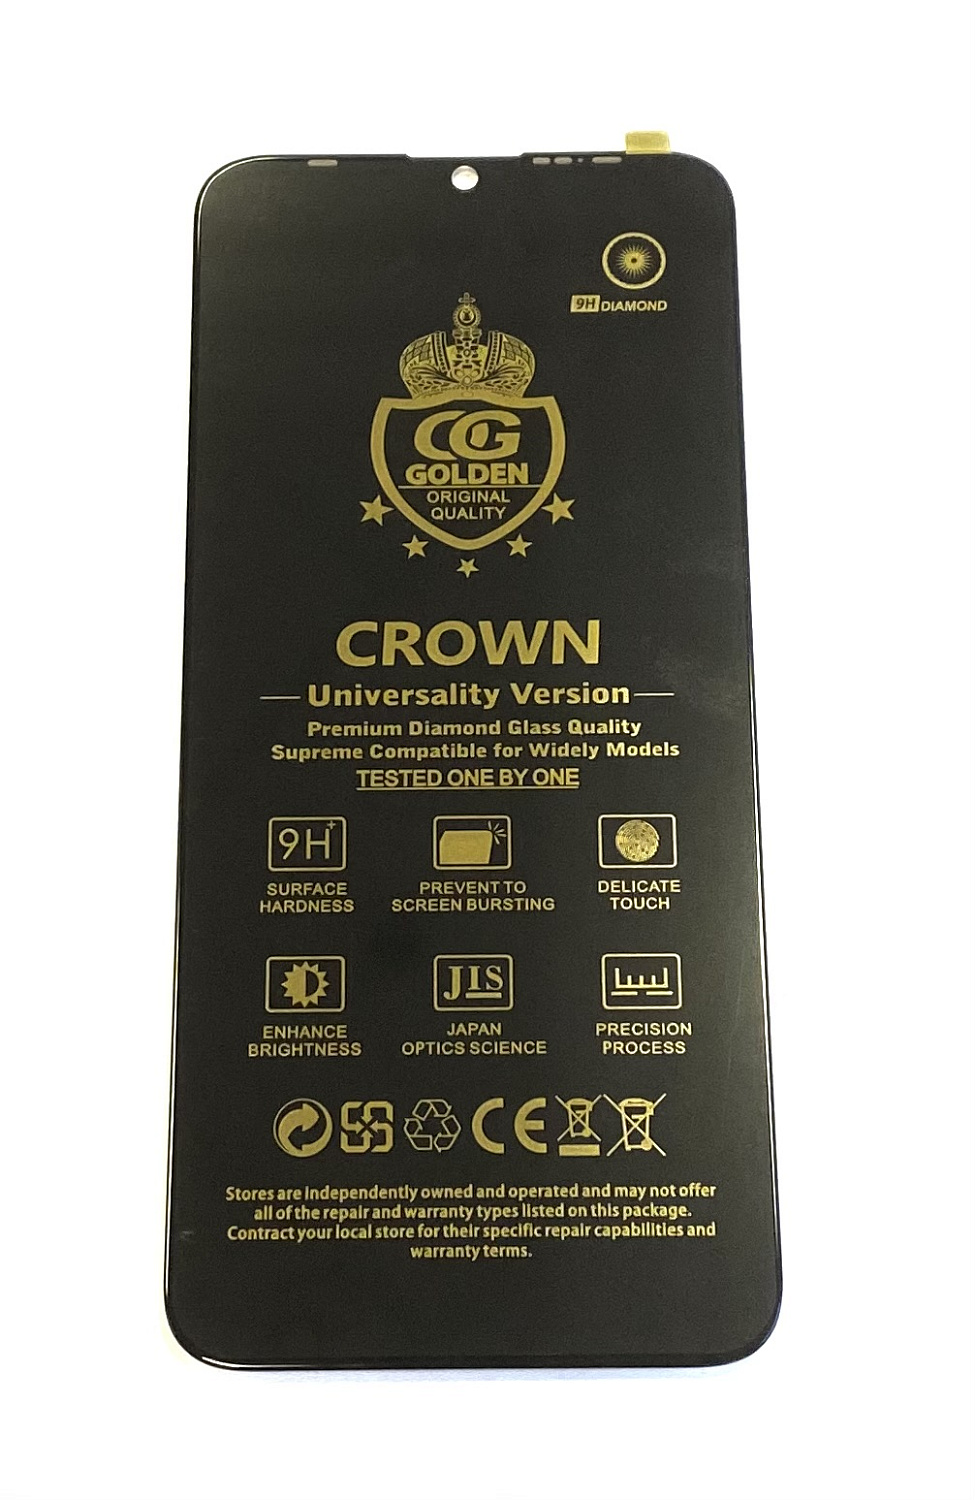 9H DIAMOND
CG
GOLDEN
ORIGINAL
QUALITY
CROWN
Universality Version
Premium Diamond Glass Quality
Supreme Compatible for Widely Models
TESTED ONE BY ONE
9H+
SURFACE
HARDNESS
PREVENT TO
SCREEN BURSTING
DELICATE
TOUCH
ENHANCE
BRIGHTNESS
JIS
JAPAN
OPTICS SCIENCE
PRECISION
PROCESS
CE
Stores are independently owned and operated and may not offer
all of the repair and warranty types listed on this package.
Contract your local store for their specific repair capabilities and
warranty terms.